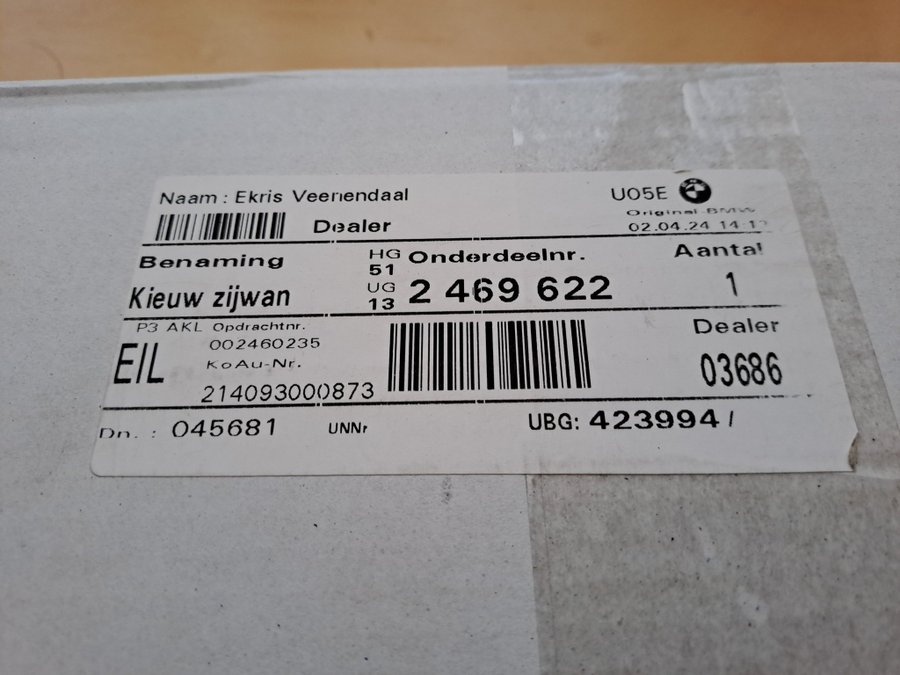 Naam : Ekris Veenendaal U05E
Dealer Original BMW
02.04.24 14:1
Benaming HG Onderdeelnr. Aantal
51
Kieuw zijwan UG 2 469 622 1
13
P3 AKL Opdrachtnr. Dealer
002460235
EIL KoAu-Nr. 03686
214093000873
Dn. : 045681 UNNr UBG: 423994 /